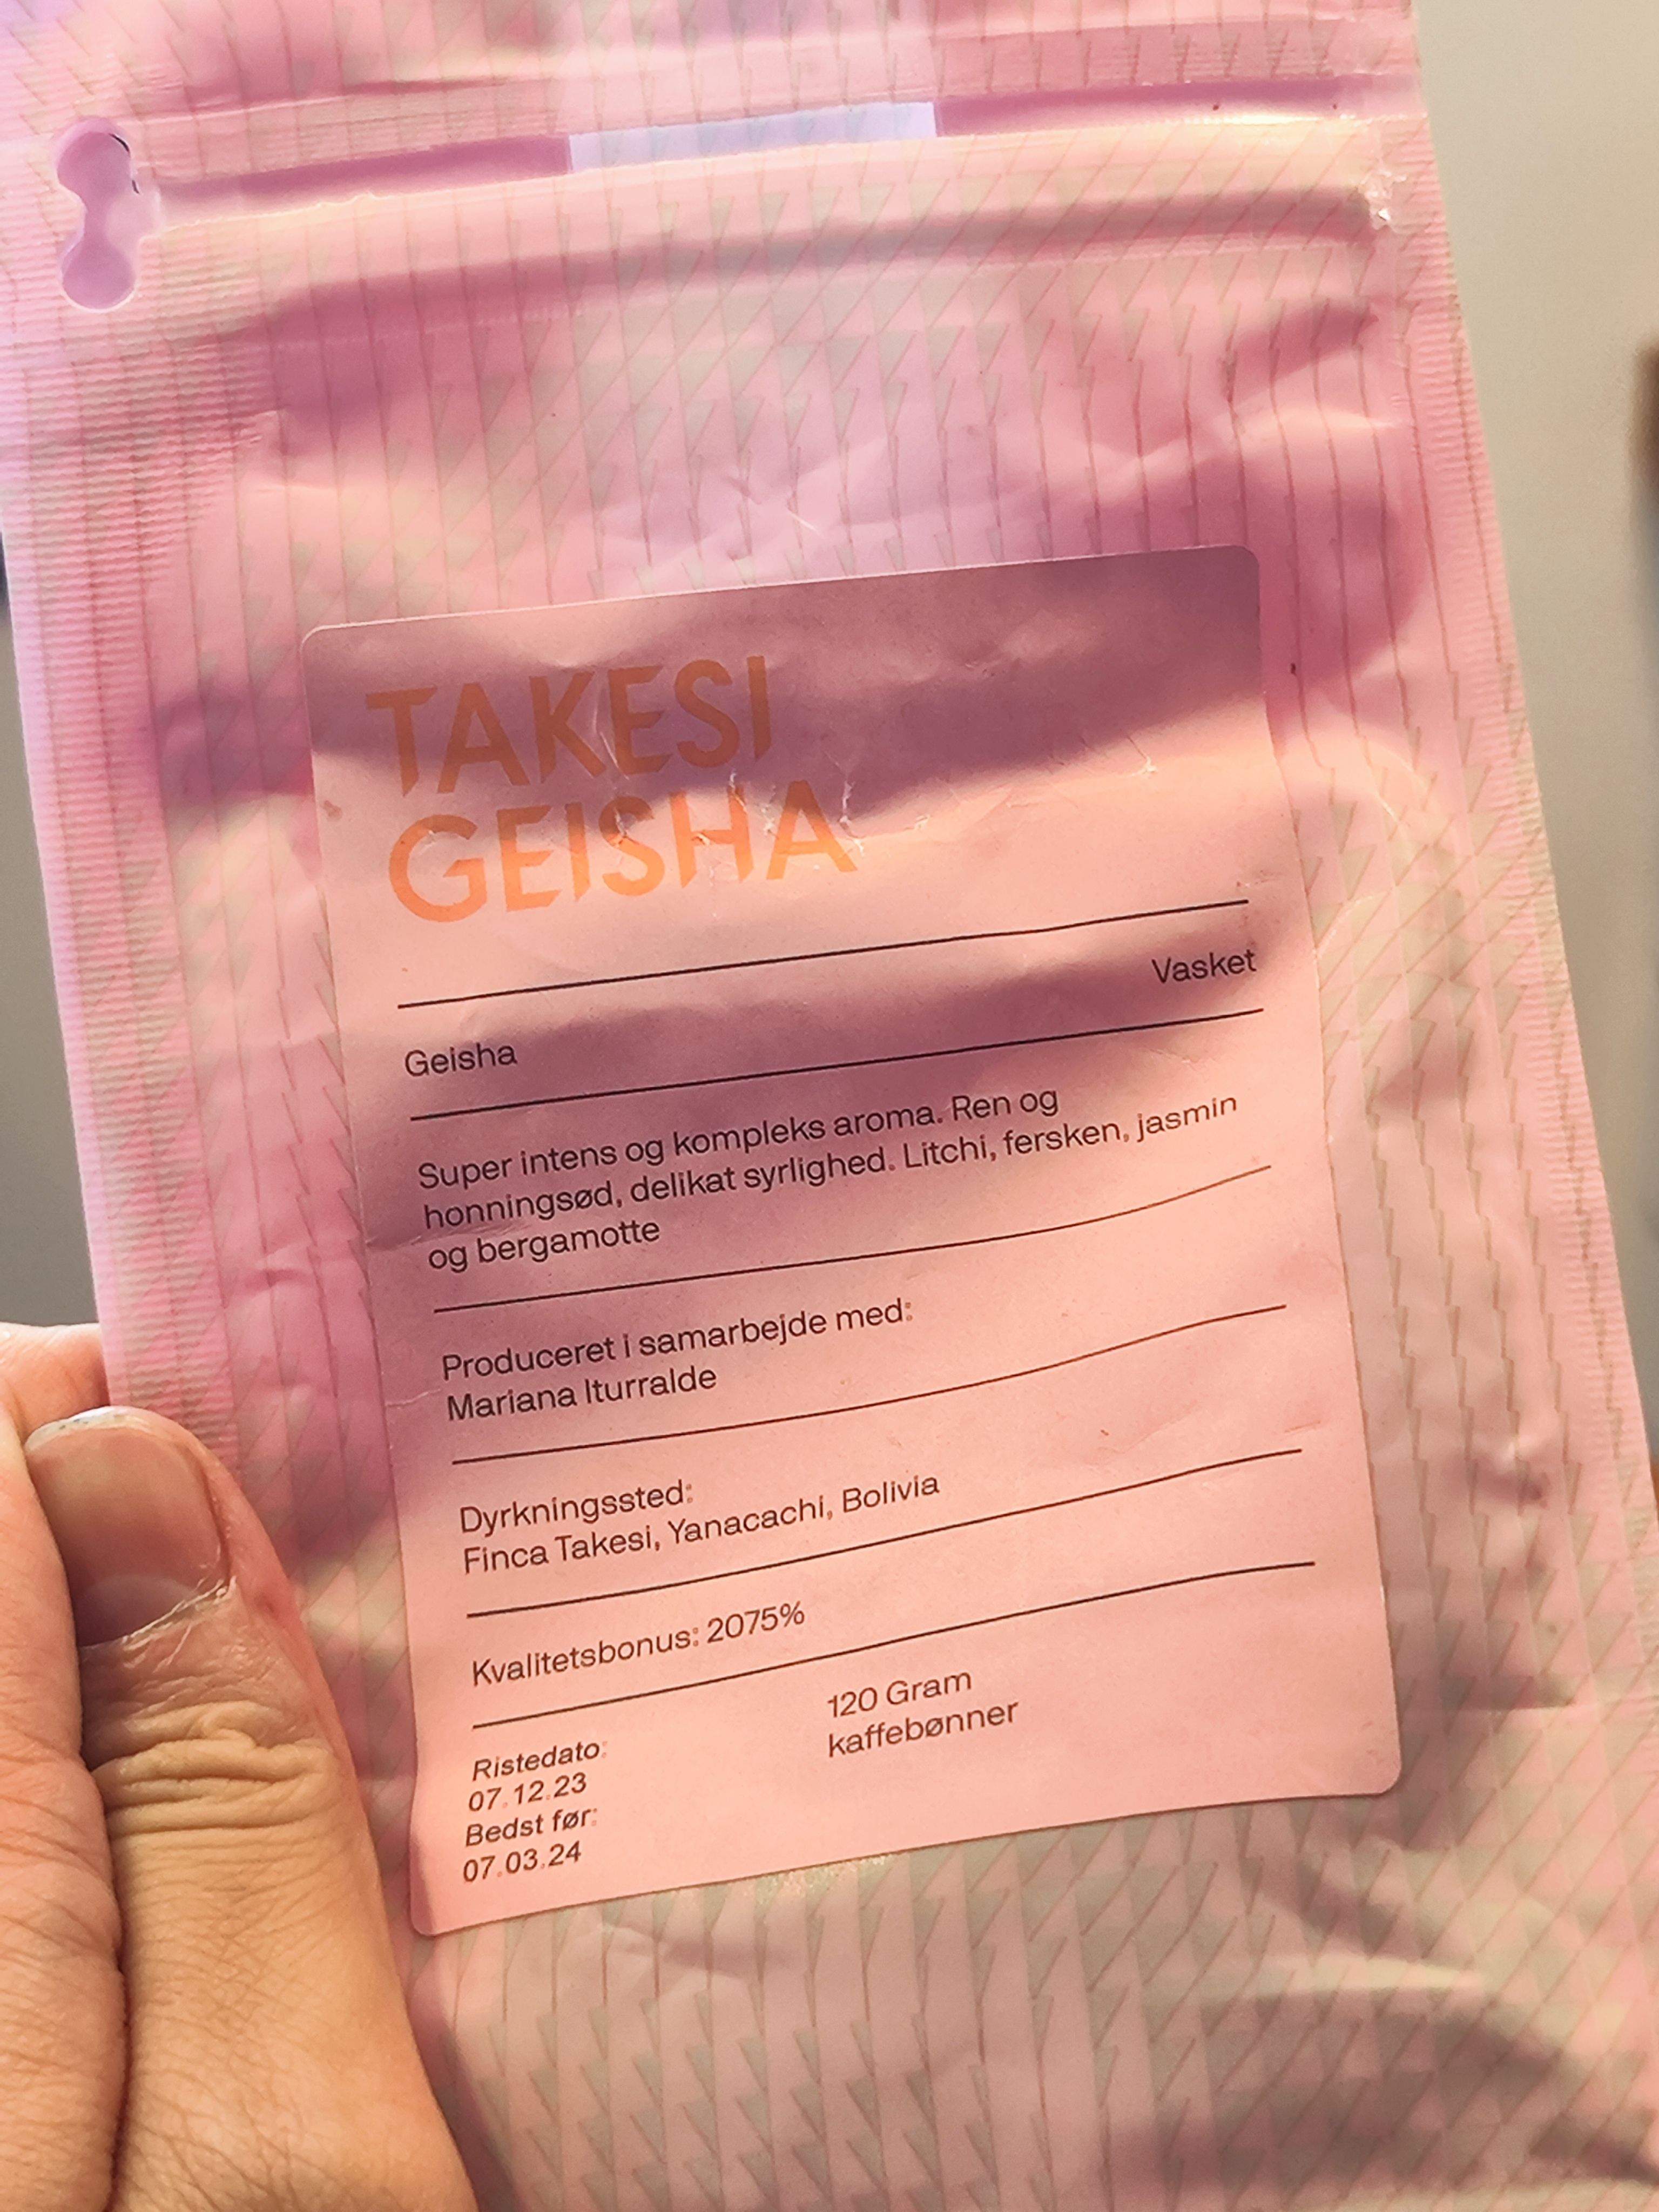 TAKESI
GEISHA
Vasket
Geisha
Super intens og kompleks aroma. Ren og
honningsød, delikat syrlighed. Litchi, fersken, jasmin
og bergamotte
Produceret i samarbejde med:
Mariana Iturralde
Dyrkningssted:
Finca Takesi, Yanacachi, Bolivia
Kvalitetsbonus: 2075%
Ristedato:
07.12.23
Bedst før:
07.03.24
120 Gram
kaffebønner